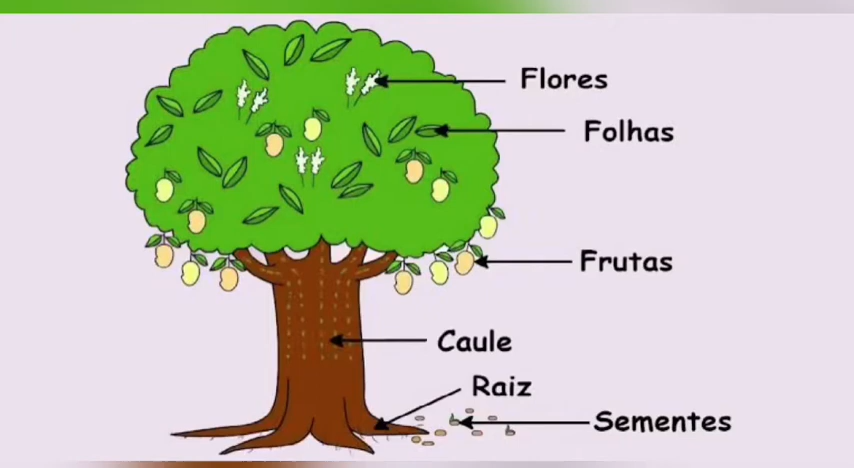 Flores
Folhas
Frutas
Caule
Raiz
Sementes